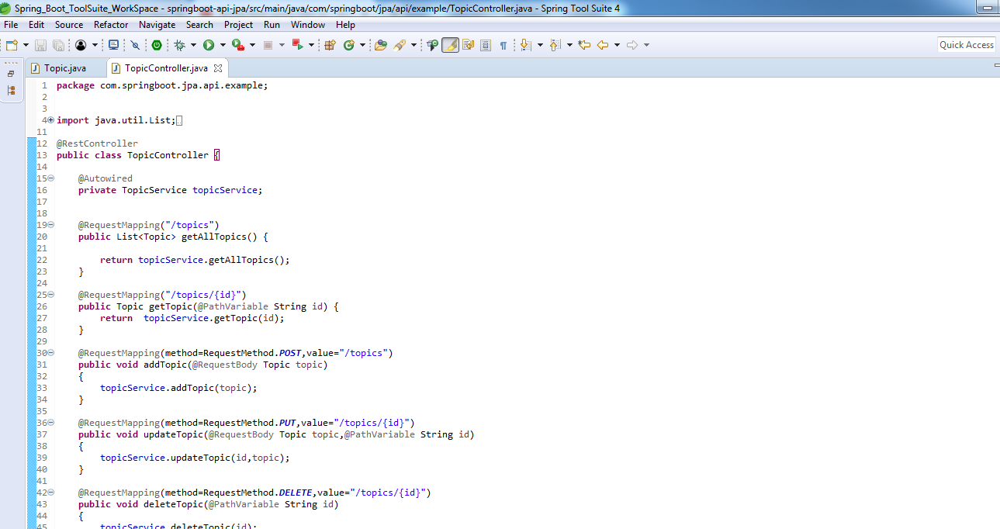 Spring_Boot_ToolSuite_WorkSpace - springboot-api-jpa/src/main/java/com/springboot/jpa/api/example/TopicController.java - Spring Tool Suite 4
File Edit Source Refactor Navigate Search Project Run Window Help
Quick Access
Topic.java TopicController.java
1 package com.springboot.jpa.api.example;
2
3
4 import java.util.List;
11
12 @RestController
13 public class TopicController {
14
15 @Autowired
16 private TopicService topicService;
17
18
19 @RequestMapping("/topics")
20 public List<Topic> getAllTopics() {
21
22 return topicService.getAllTopics();
23 }
24
25 @RequestMapping("/topics/{id}")
26 public Topic getTopic(@PathVariable String id) {
27 return  topicService.getTopic(id);
28 }
29
30 @RequestMapping(method=RequestMethod.POST,value="/topics")
31 public void addTopic(@RequestBody Topic topic)
32 {
33 topicService.addTopic(topic);
34 }
35
36 @RequestMapping(method=RequestMethod.PUT,value="/topics/{id}")
37 public void updateTopic(@RequestBody Topic topic,@PathVariable String id)
38 {
39 topicService.updateTopic(id,topic);
40 }
41
42 @RequestMapping(method=RequestMethod.DELETE,value="/topics/{id}")
43 public void deleteTopic(@PathVariable String id)
44 {
45 topicService.deleteTopic(id);